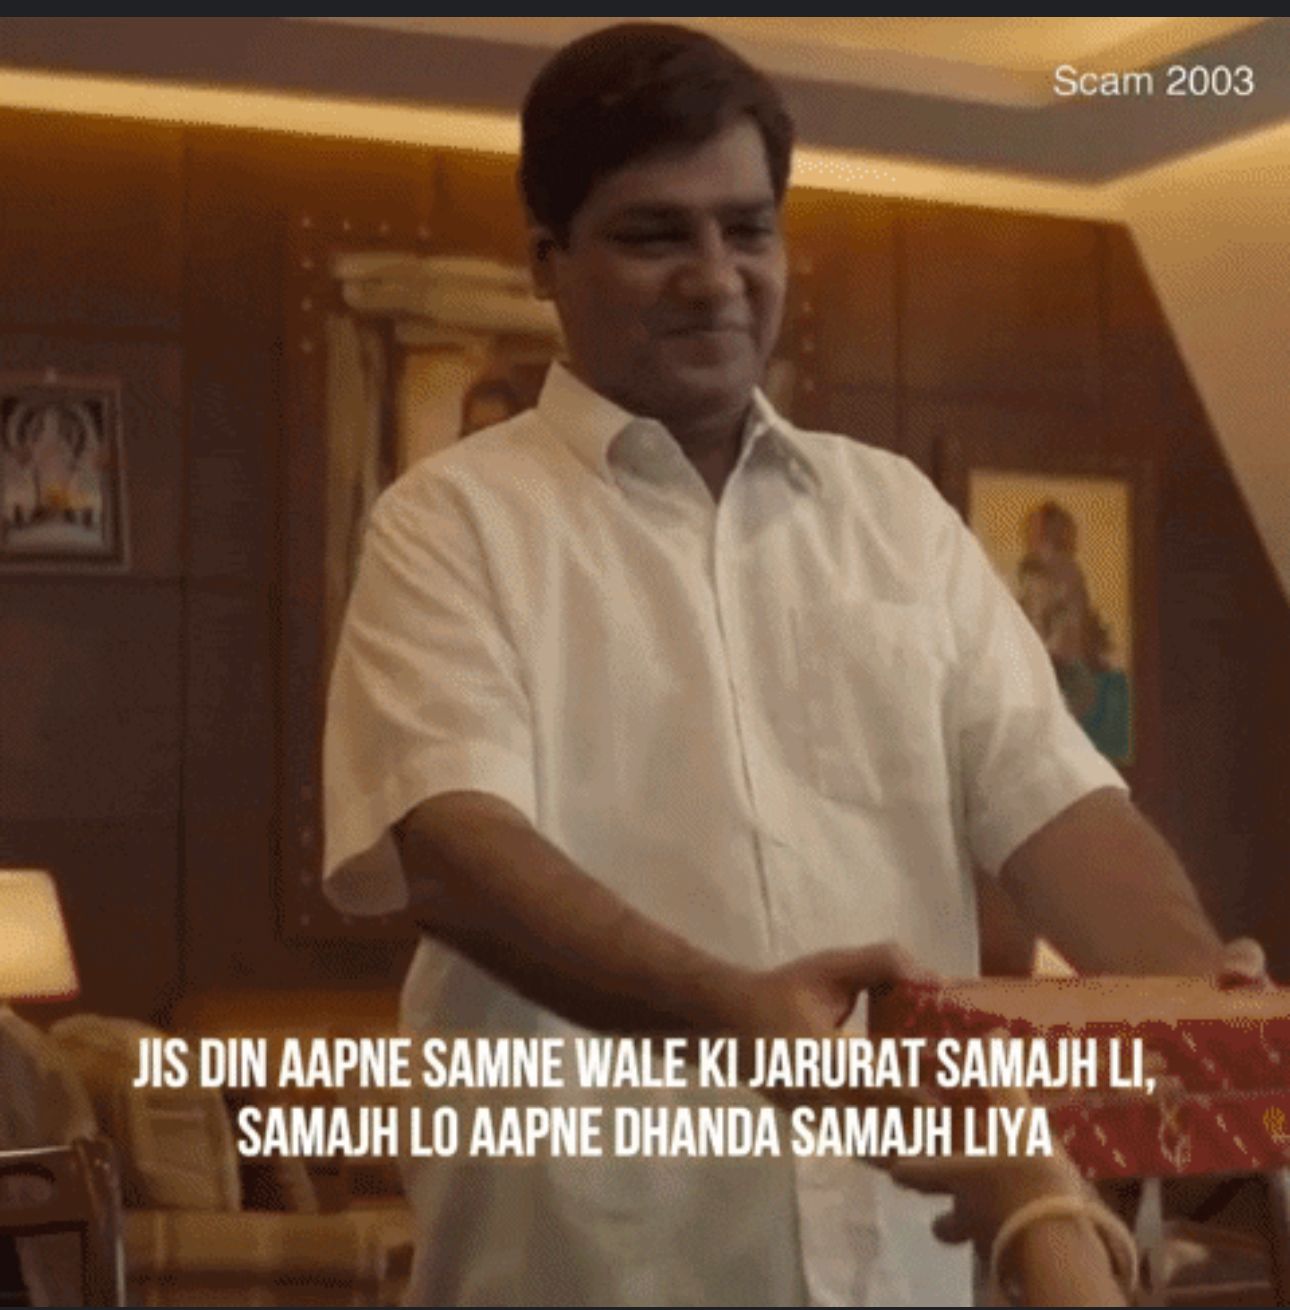 Scam 2003
JIS DIN AAPNE SAMNE WALE KI JARURAT SAMAJH LI,
SAMAJH LO AAPNE DHANDA SAMAJH LIYA